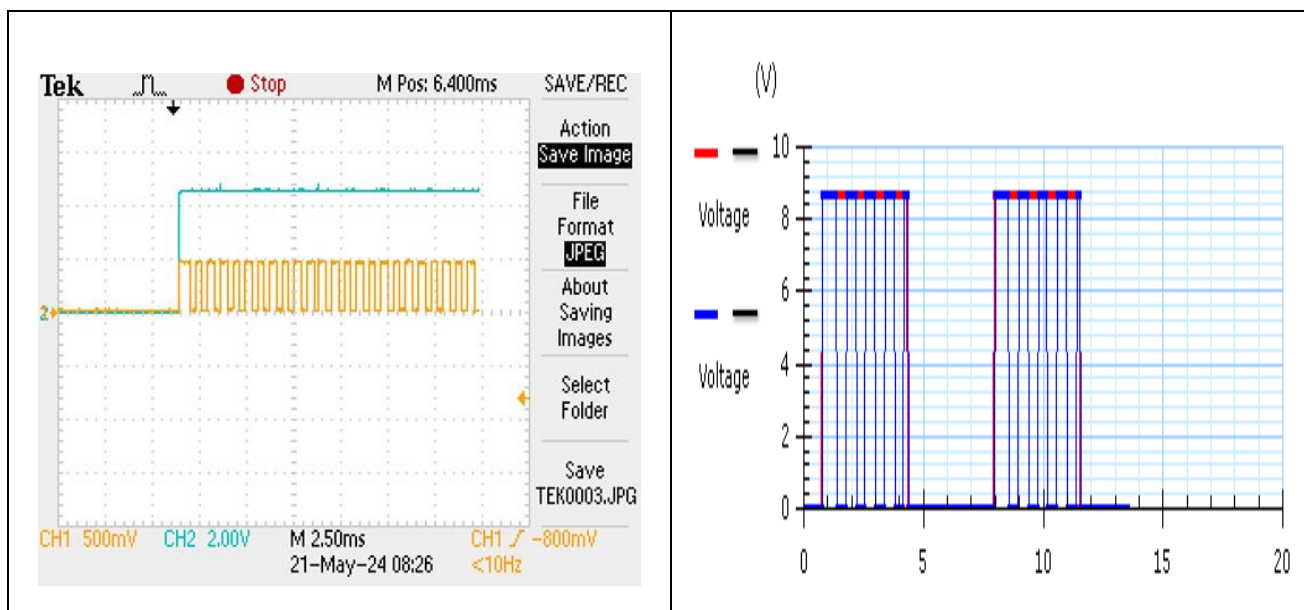 Tek Stop M Pos: 6.400ms SAVE/REC
Action
Save Image
File
Format
JPEG
About
Saving
Images
Select
Folder
Save
TEK0003.JPG
2
CH1 500mV CH2 2.00V M 2.50ms CH1 -800mV
21-May-24 08:26 <10Hz
(V)
10
Voltage
8
6
Voltage
4
2
0
0 5 10 15 20